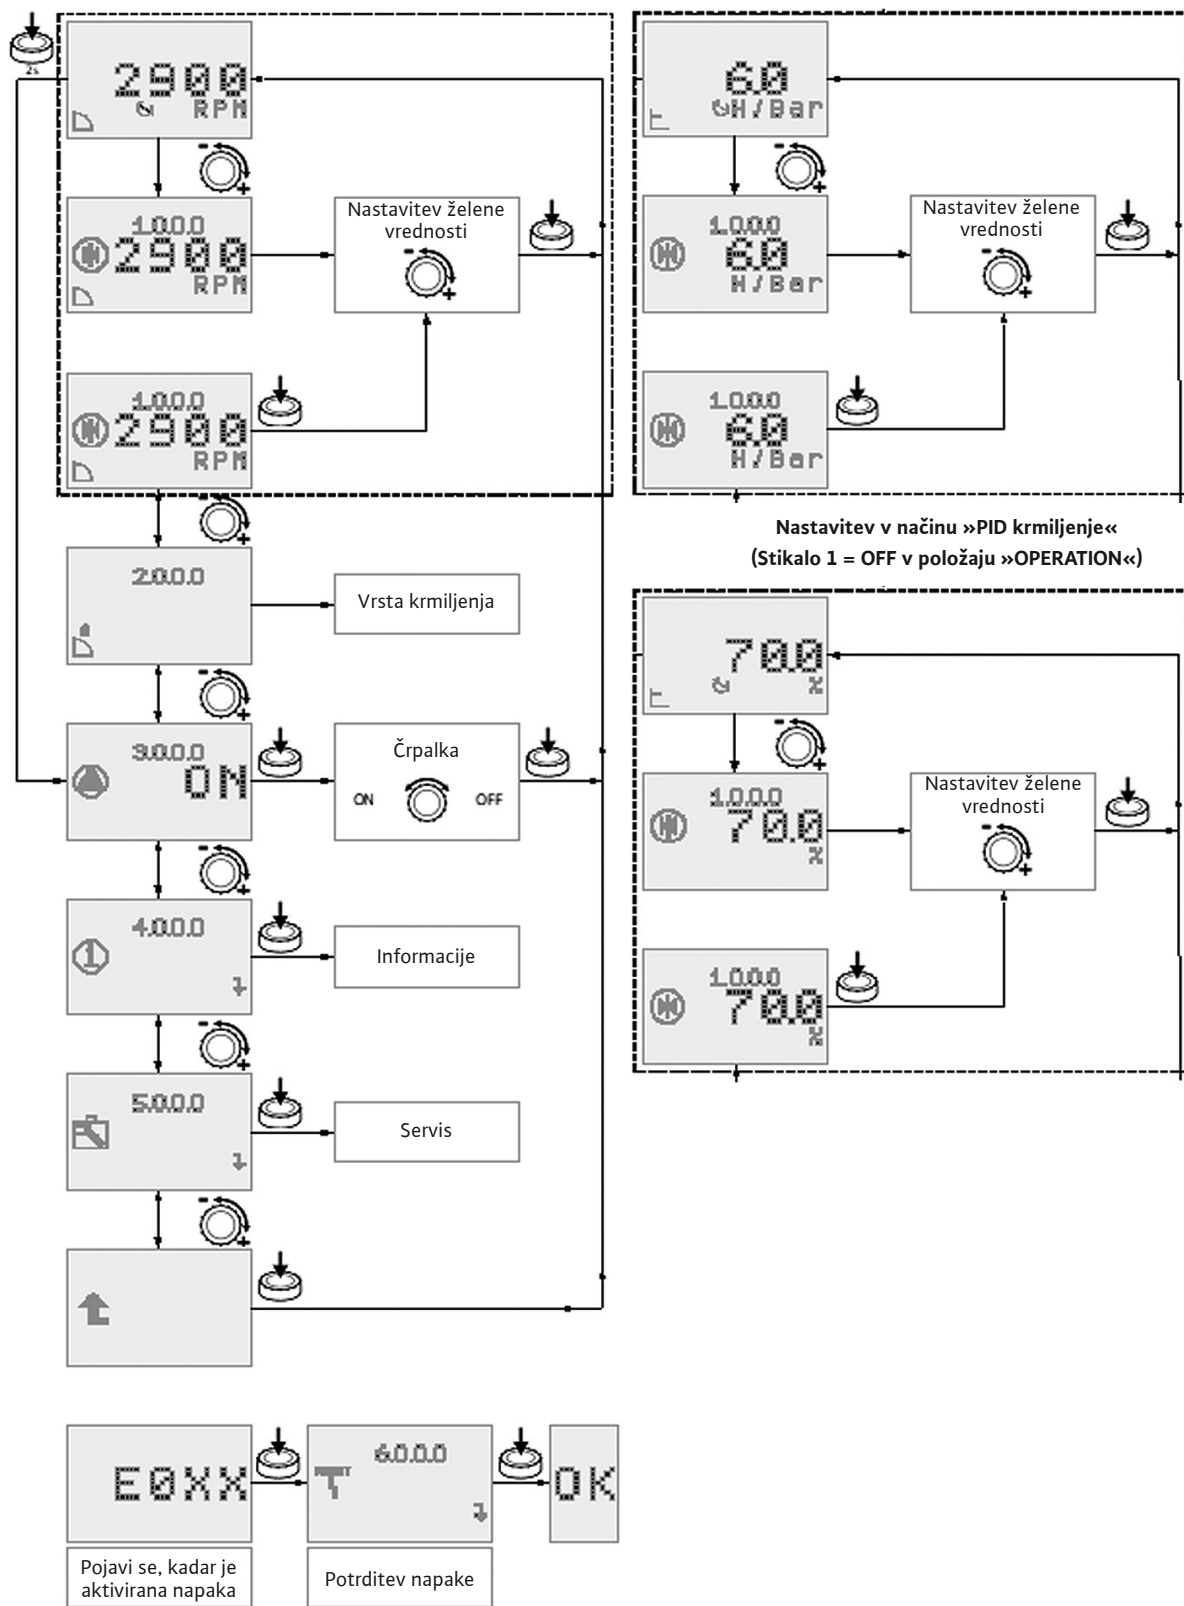 2s
2900
RPM
1.0.0.0
2900
RPM
Nastavitev želene
vrednosti
1.0.0.0
2900
RPM
2.0.0.0
Vrsta krmiljenja
3.0.0.0
ON
Črpalka
ON
OFF
4.0.0.0
Informacije
5.0.0.0
Servis
E0XX
6.0.0.0
OK
Pojavi se, kadar je
aktivirana napaka
Potrditev napake
6.0
H/Bar
1.0.0.0
6.0
H/Bar
Nastavitev želene
vrednosti
1.0.0.0
6.0
H/Bar
Nastavitev v načinu »PID krmiljenje«
(Stikalo 1 = OFF v položaju »OPERATION«)
70.0
%
1.0.0.0
70.0
%
Nastavitev želene
vrednosti
1.0.0.0
70.0
%